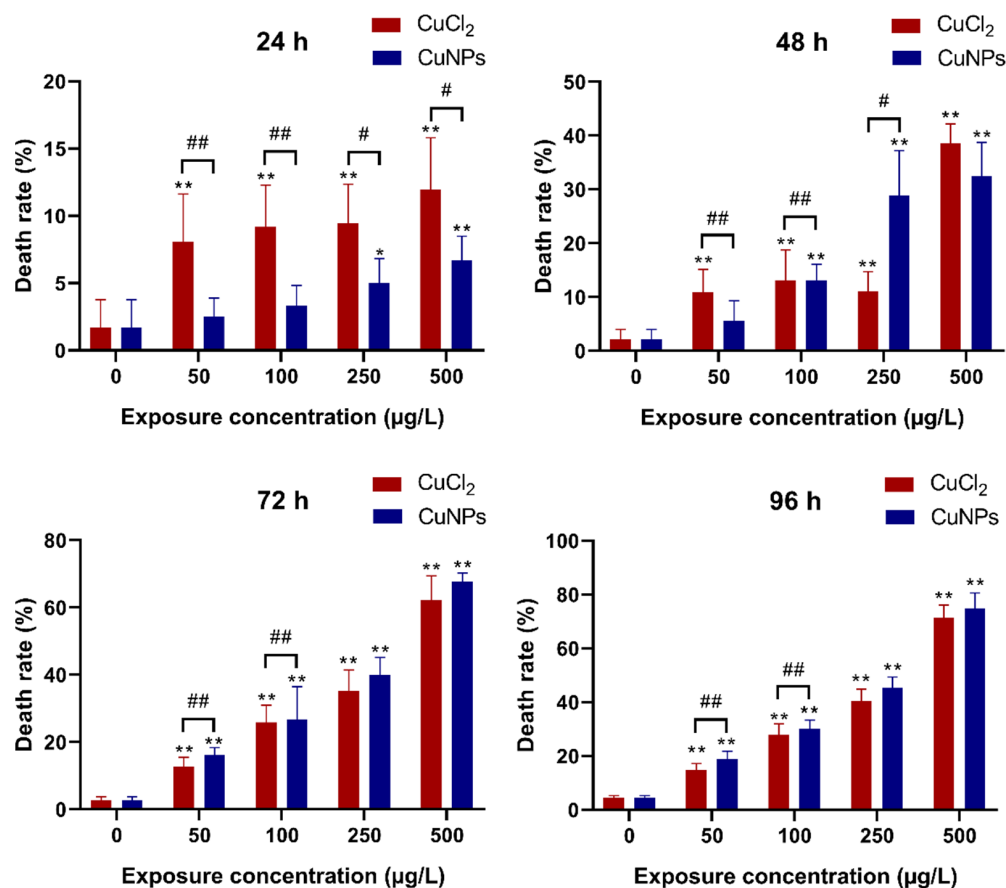 24 h
CuCl2
CuNPs
Death rate (%)
20
15
10
5
0
** ## ** ## ** # * ** # **
0 50 100 250 500
Exposure concentration (µg/L)
48 h
CuCl2
CuNPs
Death rate (%)
50
40
30
20
10
0
** ## ** ## ** ** # ** ** **
0 50 100 250 500
Exposure concentration (µg/L)
72 h
CuCl2
CuNPs
Death rate (%)
80
60
40
20
0
** ## ** ** ## ** ** ** ** **
0 50 100 250 500
Exposure concentration (µg/L)
96 h
CuCl2
CuNPs
Death rate (%)
100
80
60
40
20
0
** ## ** ** ## ** ** ** ** **
0 50 100 250 500
Exposure concentration (µg/L)